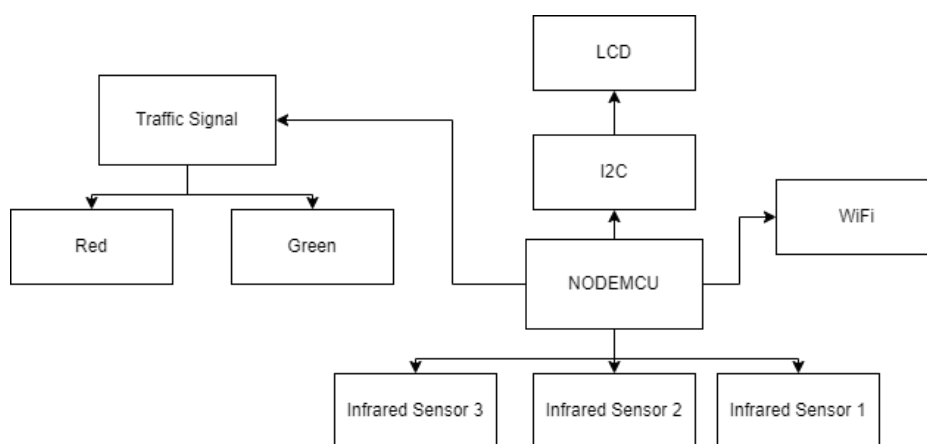 LCD
Traffic Signal
I2C
WiFi
Red
Green
NODEMCU
Infrared Sensor 3
Infrared Sensor 2
Infrared Sensor 1